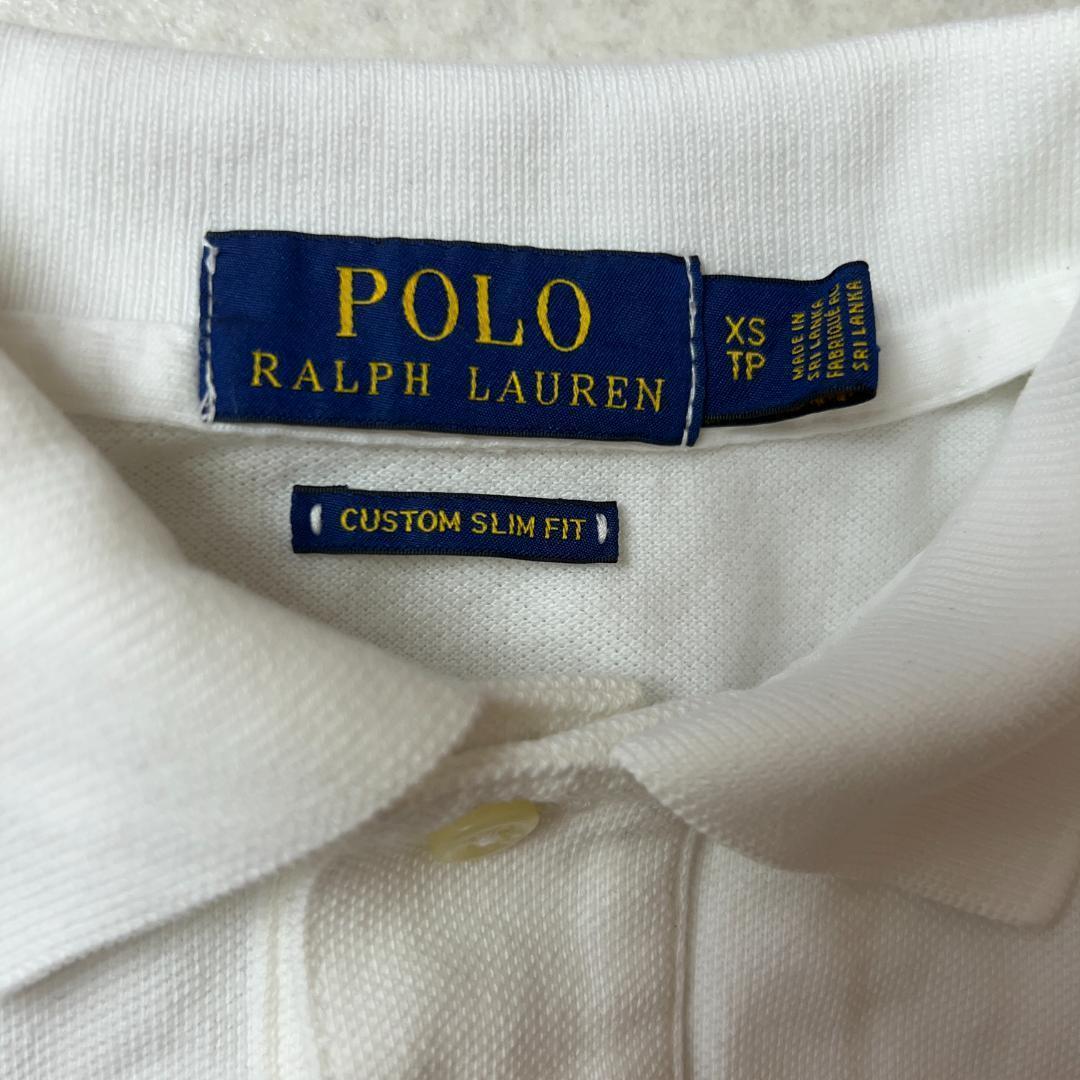 POLO
RALPH LAUREN
XS
TP
MADE IN
SRI LANKA
FABRIQUÉ AU
SRI LANKA
CUSTOM SLIM FIT